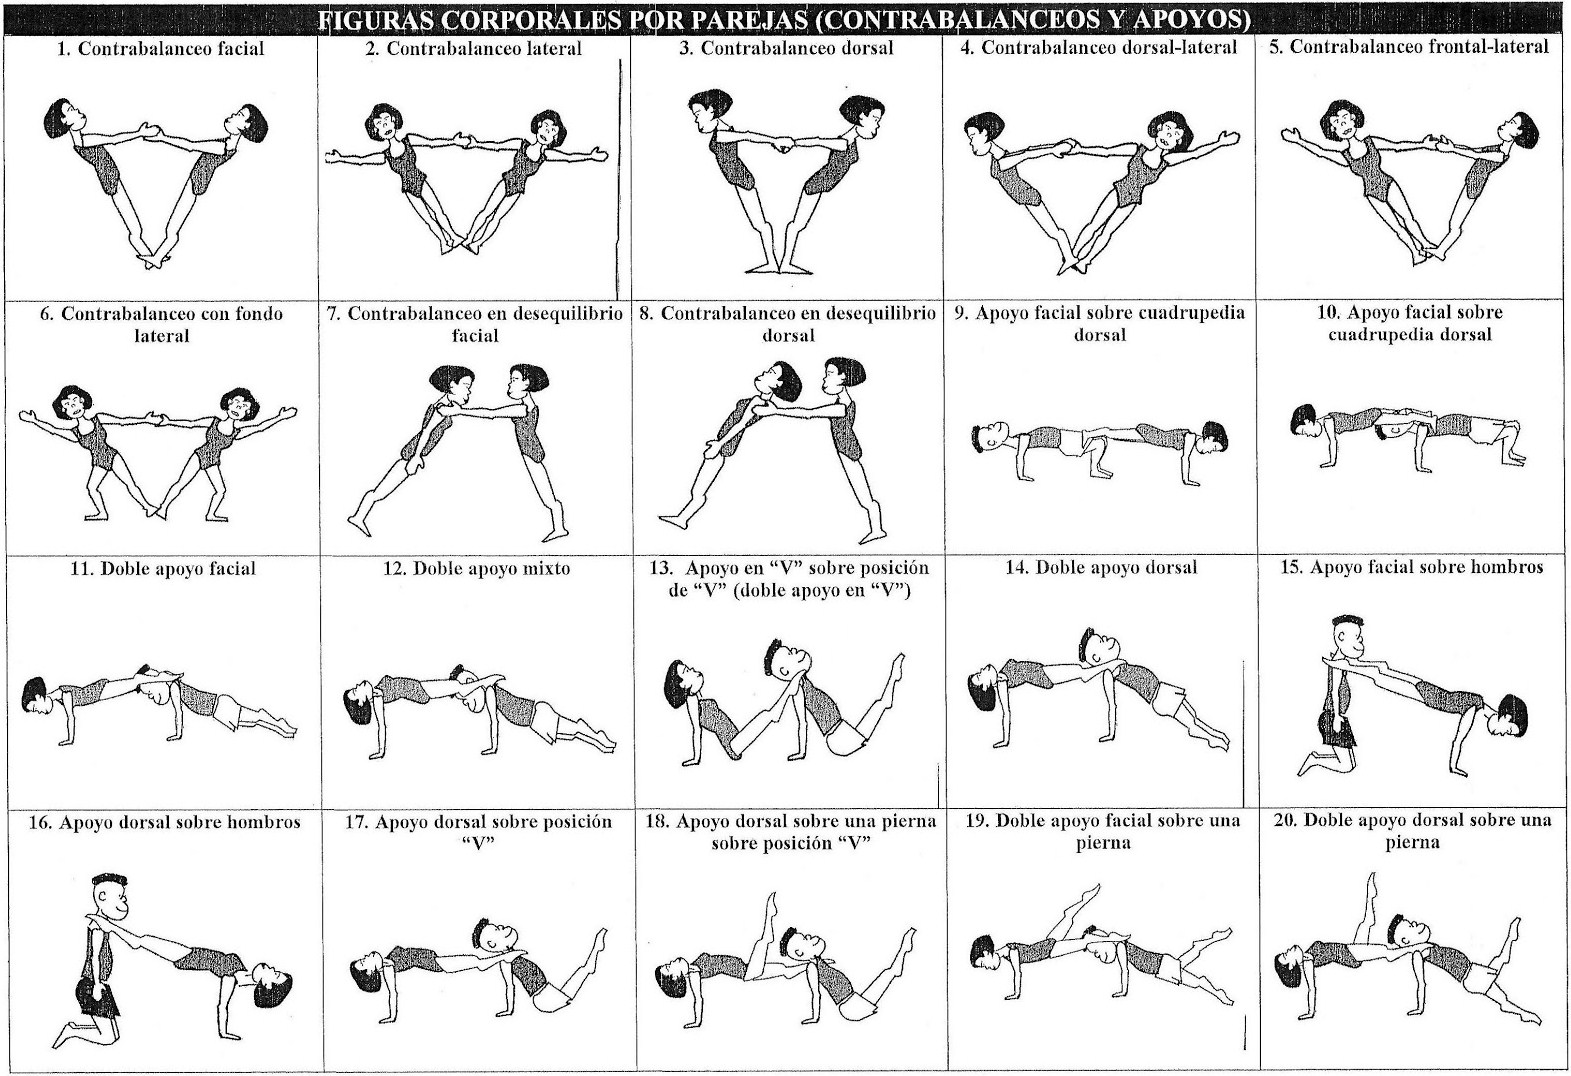 FIGURAS CORPORALES POR PAREJAS (CONTRABALANCEOS Y APOYOS)
1. Contrabalanceo facial
2. Contrabalanceo lateral
3. Contrabalanceo dorsal
4. Contrabalanceo dorsal-lateral
5. Contrabalanceo frontal-lateral
6. Contrabalanceo con fondo
lateral
7. Contrabalanceo en desequilibrio
facial
8. Contrabalanceo en desequilibrio
dorsal
9. Apoyo facial sobre cuadrupedia
dorsal
10. Apoyo facial sobre
cuadrupedia dorsal
11. Doble apoyo facial
12. Doble apoyo mixto
13. Apoyo en “V” sobre posición
de “V” (doble apoyo en “V”)
14. Doble apoyo dorsal
15. Apoyo facial sobre hombros
16. Apoyo dorsal sobre hombros
17. Apoyo dorsal sobre posición
“V”
18. Apoyo dorsal sobre una pierna
sobre posición “V”
19. Doble apoyo facial sobre una
pierna
20. Doble apoyo dorsal sobre una
pierna